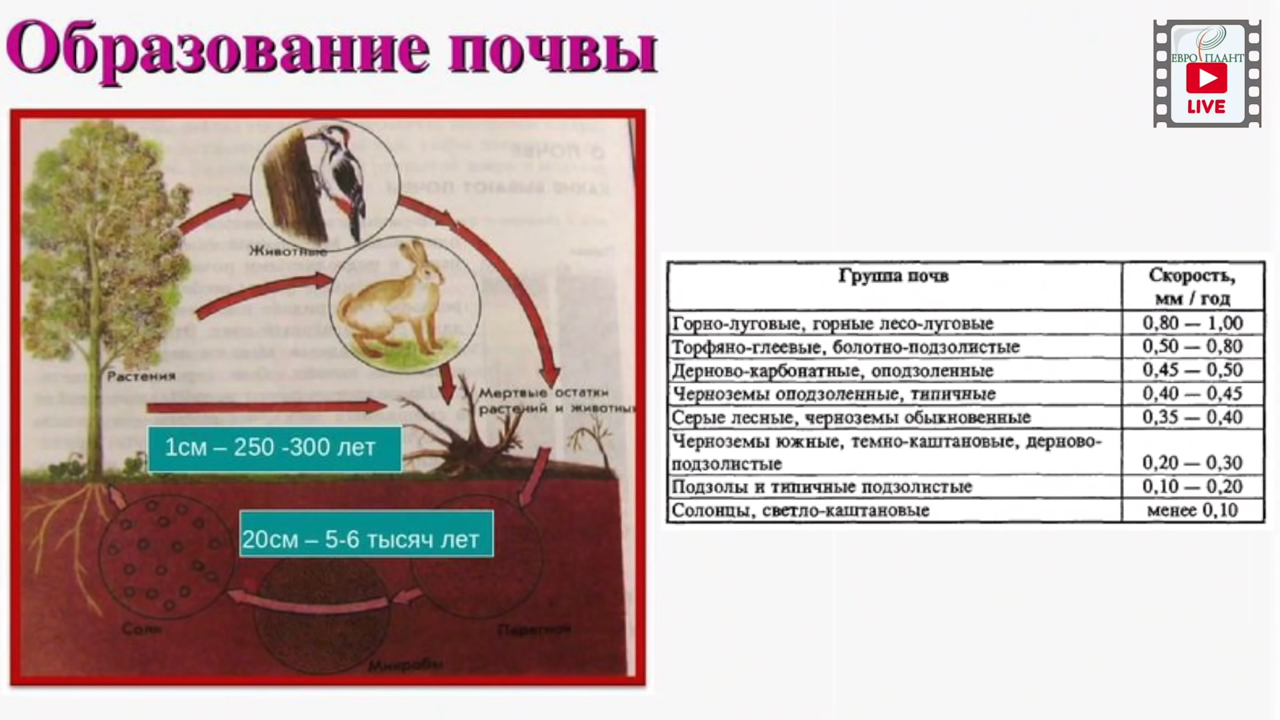 Образование почвы
ЕВРО ПЛАНТ
LIVE
Животные
Растения
Мертвые остатки
растений и животных
1см – 250 -300 лет
20см – 5-6 тысяч лет
Соли
Перегной
Микробы
Группа почв
Скорость,
мм / год
Горно-луговые, горные лесо-луговые 0,80 — 1,00
Торфяно-глеевые, болотно-подзолистые 0,50 — 0,80
Дерново-карбонатные, оподзоленные 0,45 — 0,50
Черноземы оподзоленные, типичные 0,40 — 0,45
Серые лесные, черноземы обыкновенные 0,35 — 0,40
Черноземы южные, темно-каштановые, дерново-
подзолистые 0,20 — 0,30
Подзолы и типичные подзолистые 0,10 — 0,20
Солонцы, светло-каштановые менее 0,10